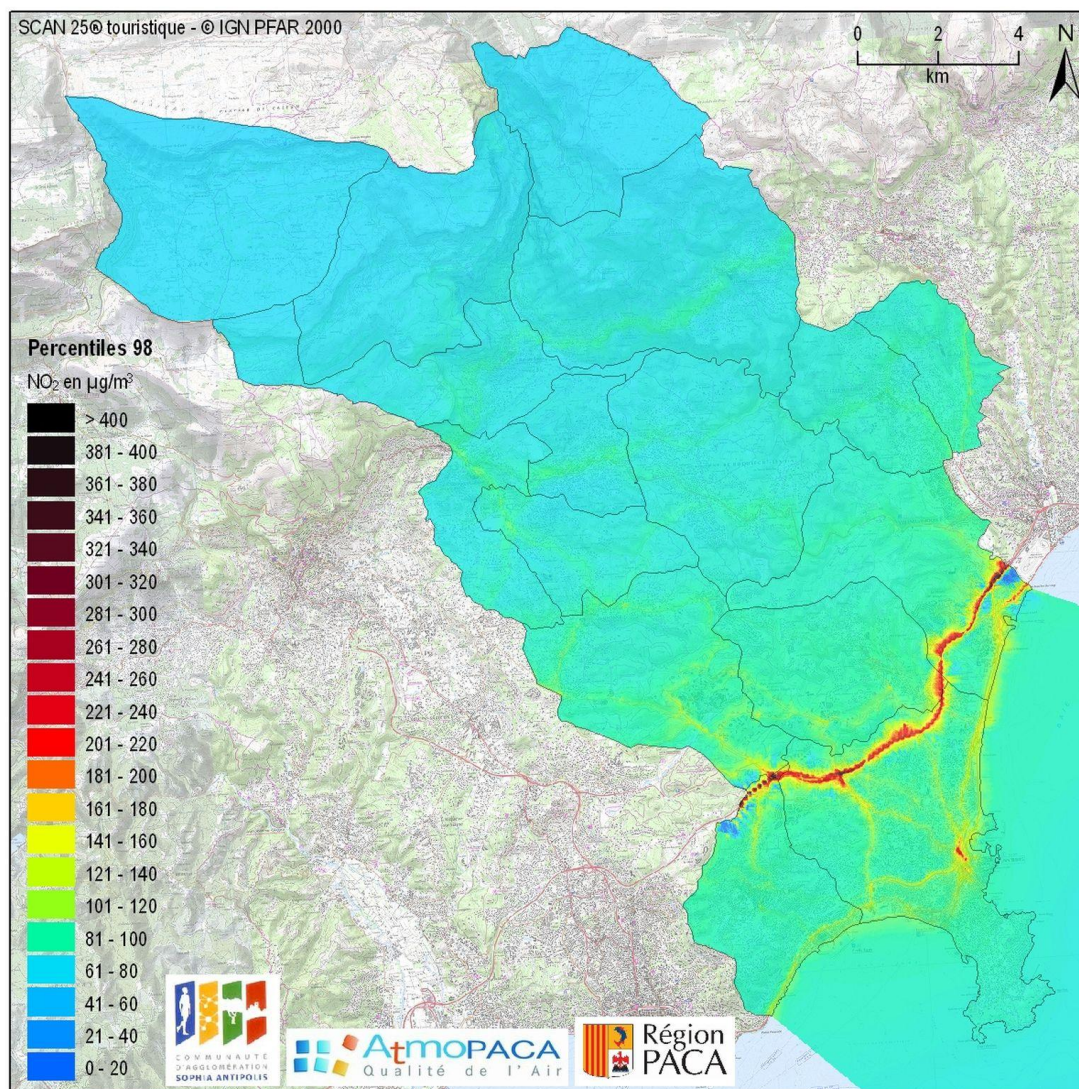 SCAN 25® touristique - © IGN PFAR 2000
0 2 4
km
N
Percentiles 98
NO₂ en µg/m³
> 400
381 - 400
361 - 380
341 - 360
321 - 340
301 - 320
281 - 300
261 - 280
241 - 260
221 - 240
201 - 220
181 - 200
161 - 180
141 - 160
121 - 140
101 - 120
81 - 100
61 - 80
41 - 60
21 - 40
0 - 20
COMMUNAUTÉ
D'AGGLOMÉRATION
SOPHIA ANTIPOLIS
AtmoPACA
Qualité de l'Air
Région
PACA